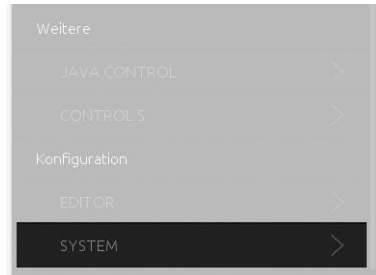 Weitere
JAVA CONTROL
CONTROL S
Konfiguration
EDITOR
SYSTEM